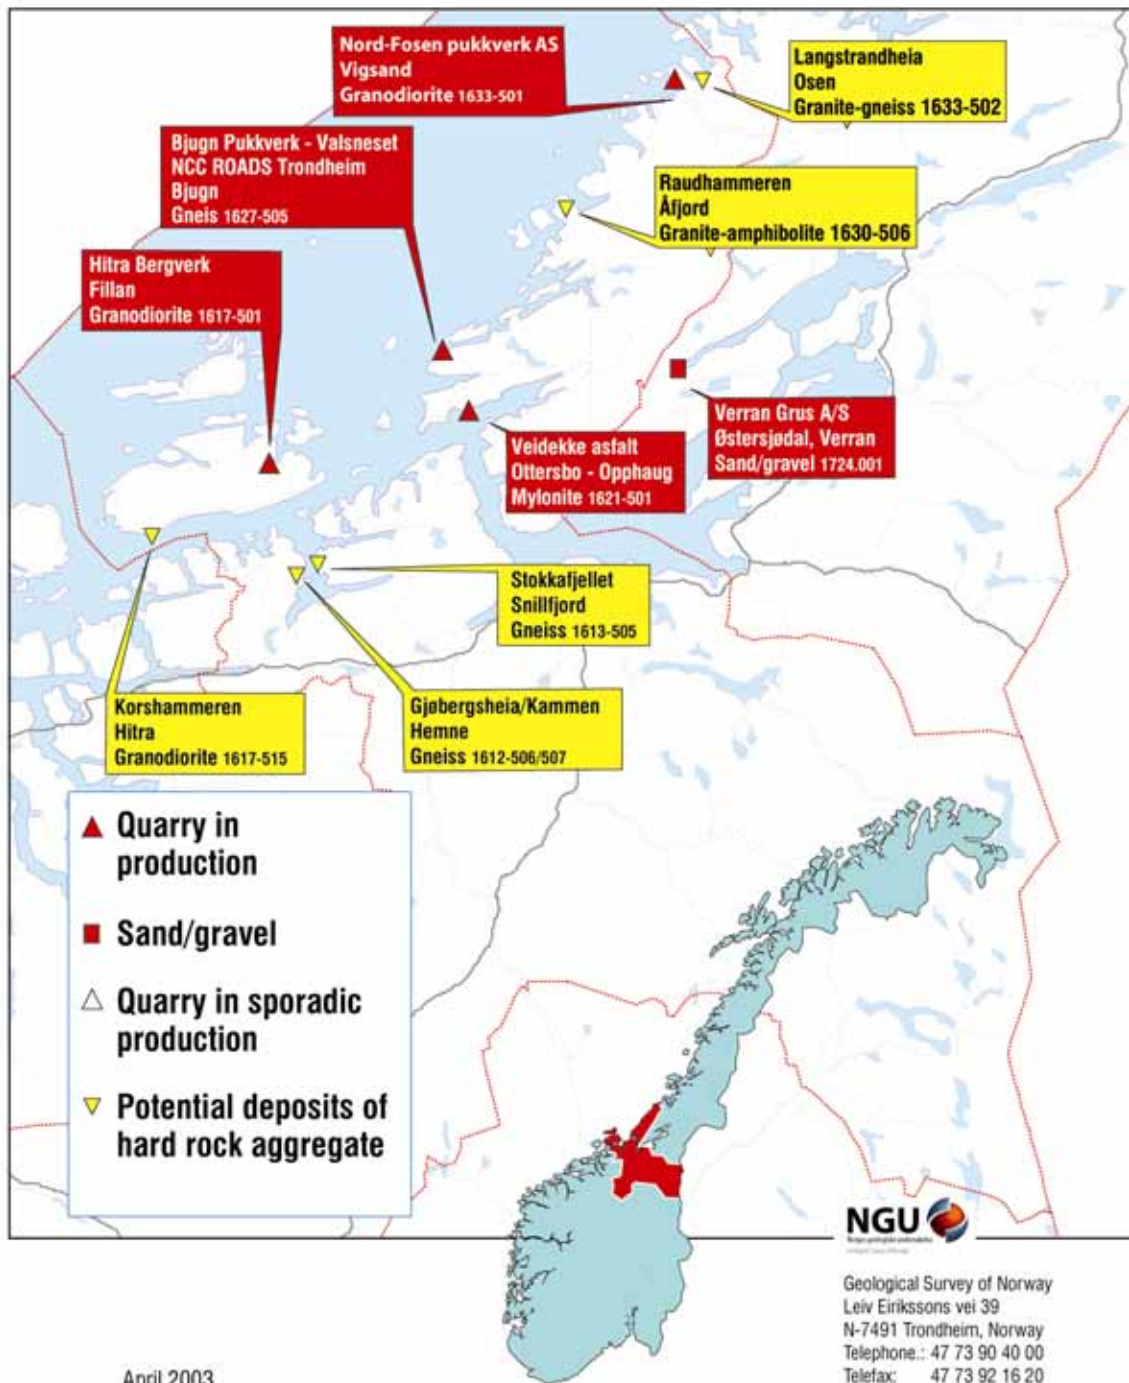 Nord-Fosen pukkverk AS
Vigsand
Granodiorite 1633-501
Langstrandheia
Osen
Granite-gneiss 1633-502
Bjugn Pukkverk - Valsneset
NCC ROADS Trondheim
Bjugn
Gneis 1627-505
Raudhammeren
Åfjord
Granite-amphibolite 1630-506
Hitra Bergverk
Fillan
Granodiorite 1617-501
Verran Grus A/S
Østersjødal, Verran
Sand/gravel 1724.001
Veidekke asfalt
Ottersbo - Opphaug
Mylonite 1621-501
Stokkafjellet
Snillfjord
Gneiss 1613-505
Korshammeren
Hitra
Granodiorite 1617-515
Gjøbergsheia/Kammen
Hemne
Gneiss 1612-506/507
Quarry in
production
Sand/gravel
Quarry in sporadic
production
Potential deposits of
hard rock aggregate
NGU
Geological Survey of Norway
Leiv Eirikssons vei 39
N-7491 Trondheim, Norway
Telephone.: 47 73 90 40 00
Telefax: 47 73 92 16 20
April 2003